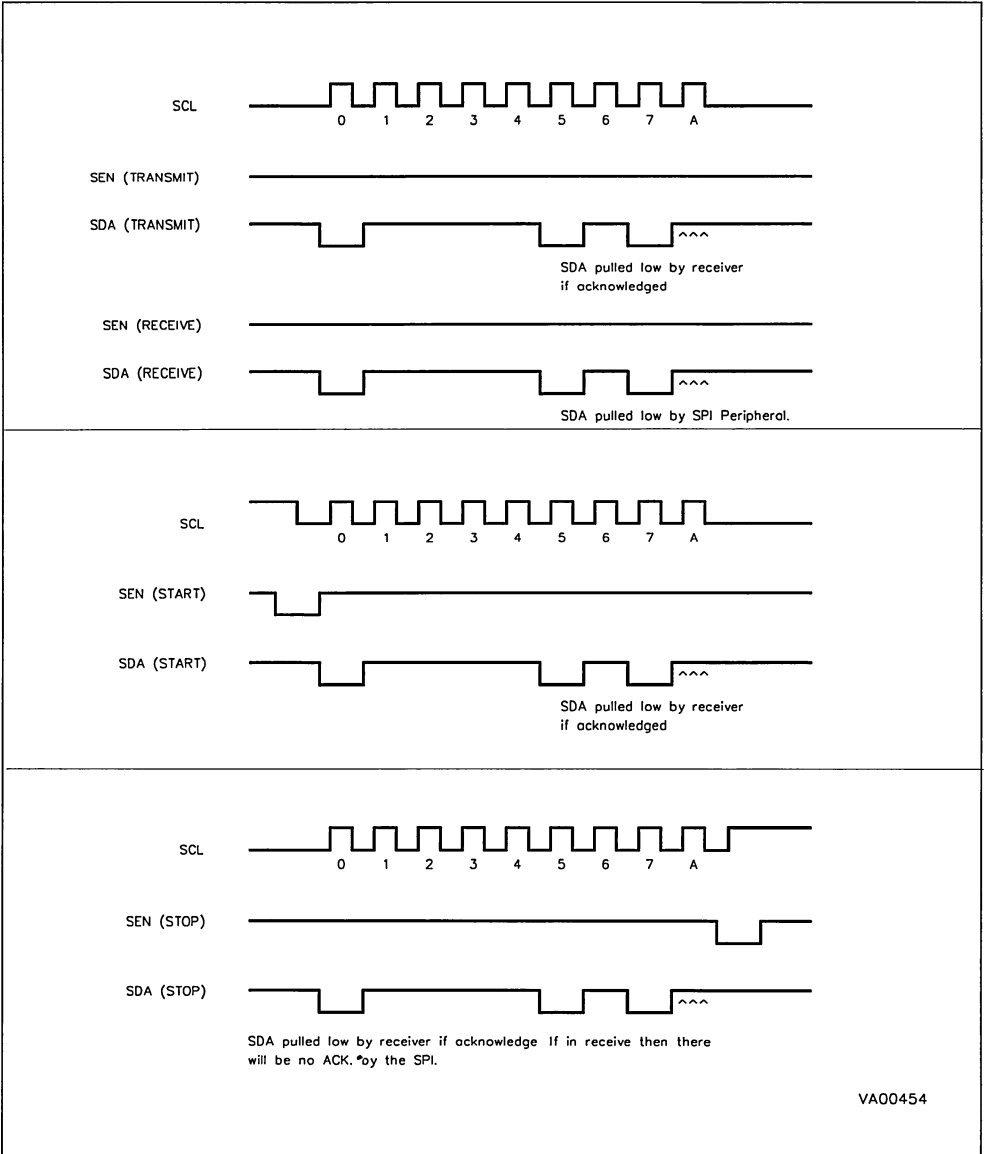 SCL
0 1 2 3 4 5 6 7 A
SEN (TRANSMIT)
SDA (TRANSMIT)
^^^
SDA pulled low by receiver
if acknowledged
SEN (RECEIVE)
SDA (RECEIVE)
^^^
SDA pulled low by SPI Peripheral.
SCL
0 1 2 3 4 5 6 7 A
SEN (START)
SDA (START)
^^^
SDA pulled low by receiver
if acknowledged
SCL
0 1 2 3 4 5 6 7 A
SEN (STOP)
SDA (STOP)
^^^
SDA pulled low by receiver if acknowledge If in receive then there
will be no ACK. by the SPI.
VA00454